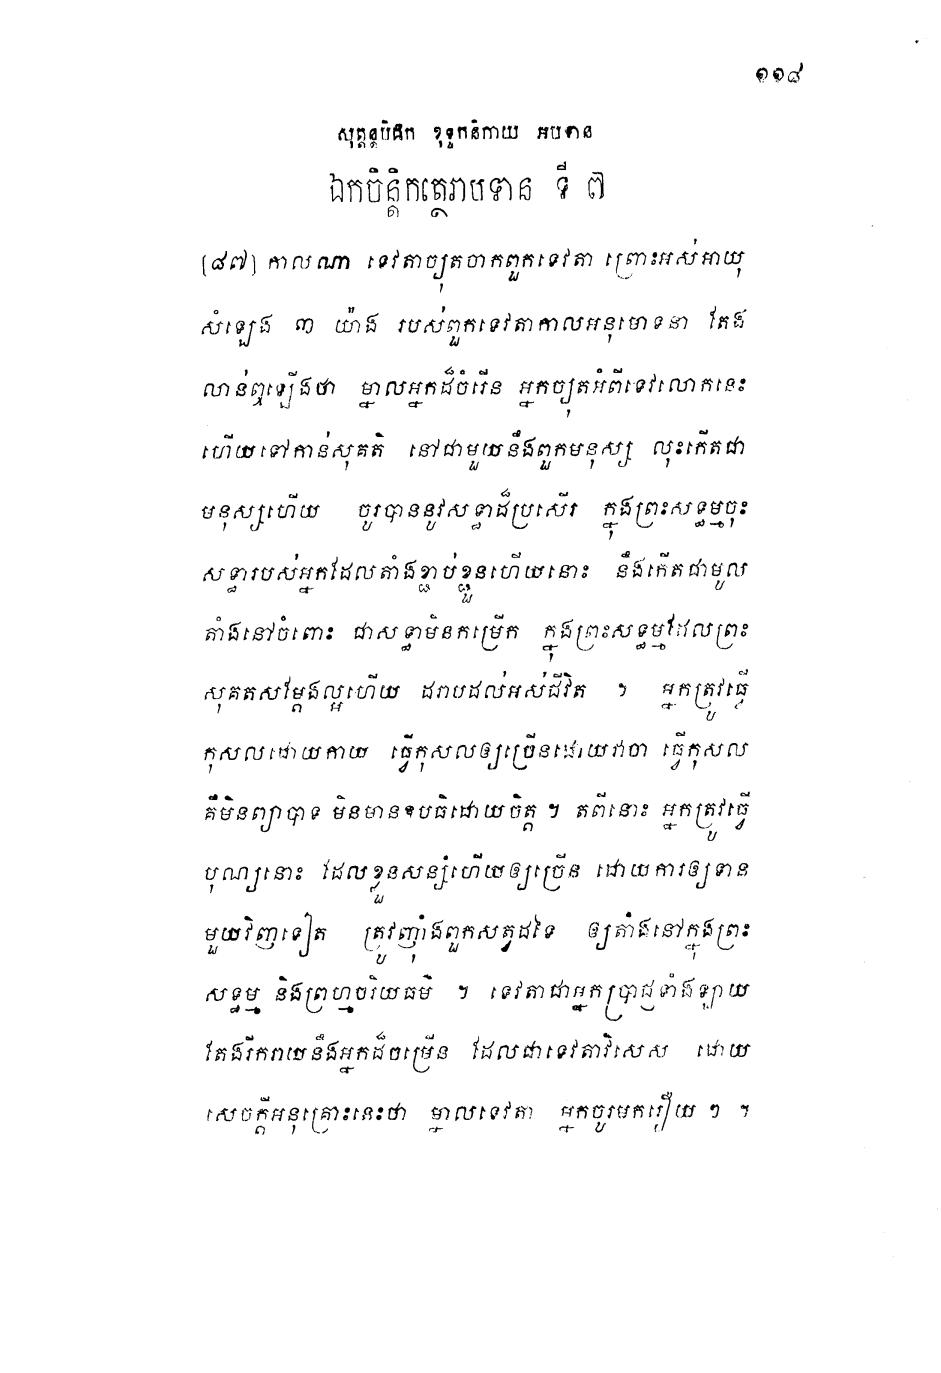 ១១៨
សុត្តន្តបិដក ខុទ្ទកនិកាយ អបទាន
ឯកចិន្តិកត្ថេរាបទាន ទី ៧
[៨៧] កាលណា ទេវតាច្យុតចាកពួកទេវតា ព្រោះអស់អាយុ
សំឡេង ៣ យ៉ាង របស់ពួកទេវតាកាលអនុមោទនា តែង
លាន់ឮឡើងថា ម្នាលអ្នកដ៏ចំរើន អ្នកច្យុតអំពីទេវលោកនេះ
ហើយទៅកាន់សុគតិ នៅជាមួយនឹងពួកមនុស្ស លុះកើតជា
មនុស្សហើយ ចូរបាននូវសទ្ធាដ៏ប្រសើរ ក្នុងព្រះសទ្ធម្មចុះ
សទ្ធារបស់អ្នកដែលតាំងខ្ជាប់ខ្ជួនហើយនោះ នឹងកើតជាមូល
តាំងនៅចំពោះ ជាសទ្ធាមិនកម្រើក ក្នុងព្រះសទ្ធម្មដែលព្រះ
សុគតសម្តែងល្អហើយ ដរាបដល់អស់ជីវិត ។ អ្នកត្រូវធ្វើ
កុសលដោយកាយ ធ្វើកុសលឲ្យច្រើនដោយវាចា ធ្វើកុសល
គឺមិនព្យាបាទ មិនមានឧបធិដោយចិត្ត ។ តពីនោះ អ្នកត្រូវធ្វើ
បុណ្យនោះ ដែលខ្លួនសន្សំហើយឲ្យច្រើន ដោយការឲ្យទាន
មួយវិញទៀត ត្រូវញ៉ាំងពួកសត្វដទៃ ឲ្យតាំងនៅក្នុងព្រះ
សទ្ធម្ម និងព្រហ្មចរិយធម៌ ។ ទេវតាជាអ្នកប្រាជ្ញទាំងឡាយ
តែងរីករាយនឹងអ្នកដ៏ចម្រើន ដែលជាទេវតាវិសេស ដោយ
សេចក្តីអនុគ្រោះនេះថា ម្នាលទេវតា អ្នកចូរមករឿយ ៗ ។